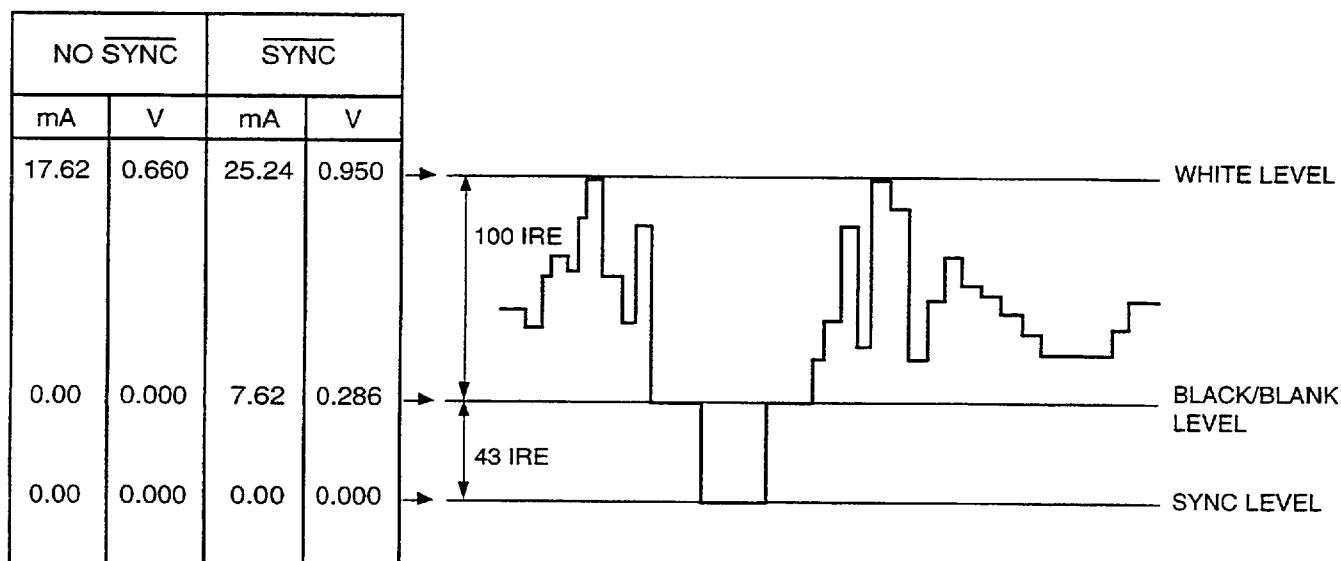 NO SYNC SYNC
mA V mA V
17.62 0.660 25.24 0.950 WHITE LEVEL
100 IRE
0.00 0.000 7.62 0.286 BLACK/BLANK
LEVEL
43 IRE
0.00 0.000 0.00 0.000 SYNC LEVEL